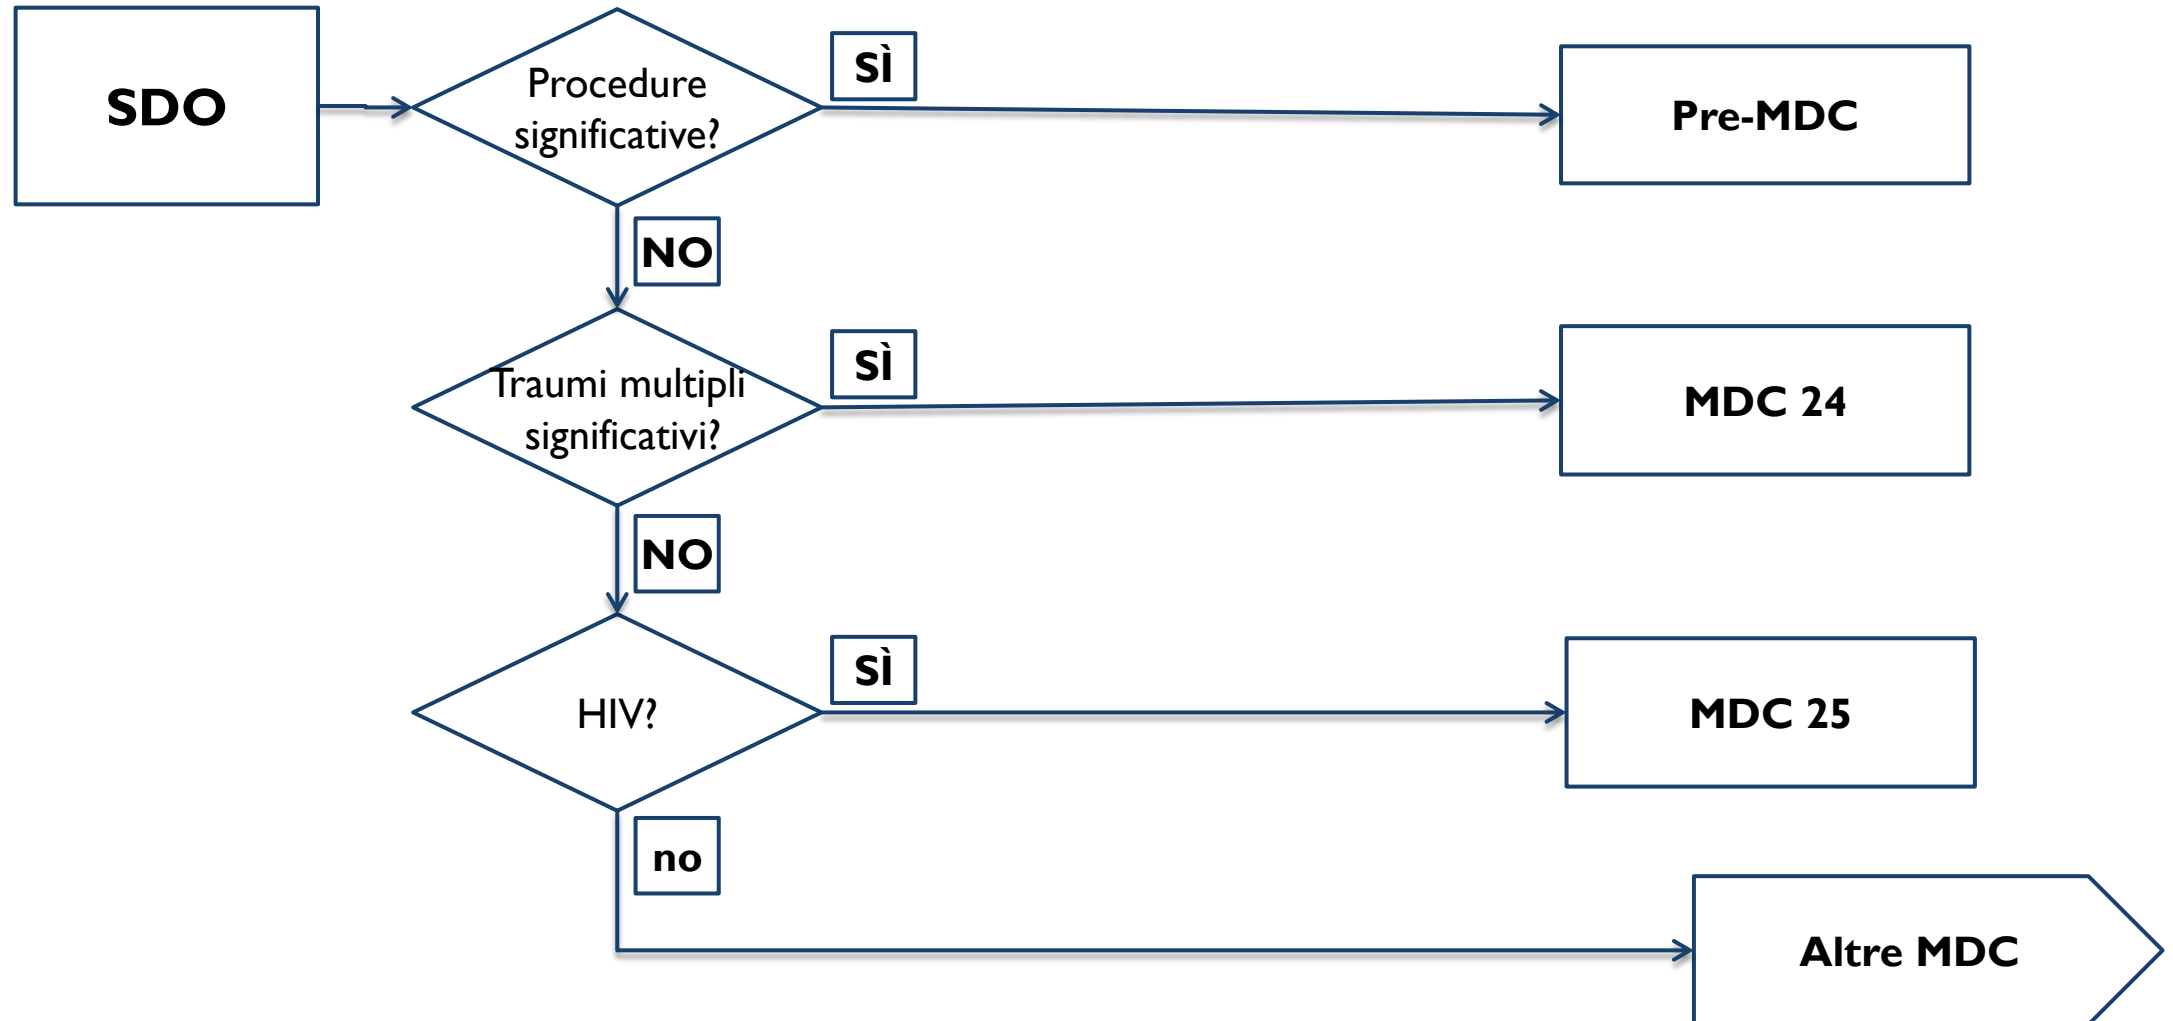 SDO
Procedure
significative?
SÌ
Pre-MDC
NO
Traumi multipli
significativi?
SÌ
MDC 24
NO
HIV?
SÌ
MDC 25
no
Altre MDC